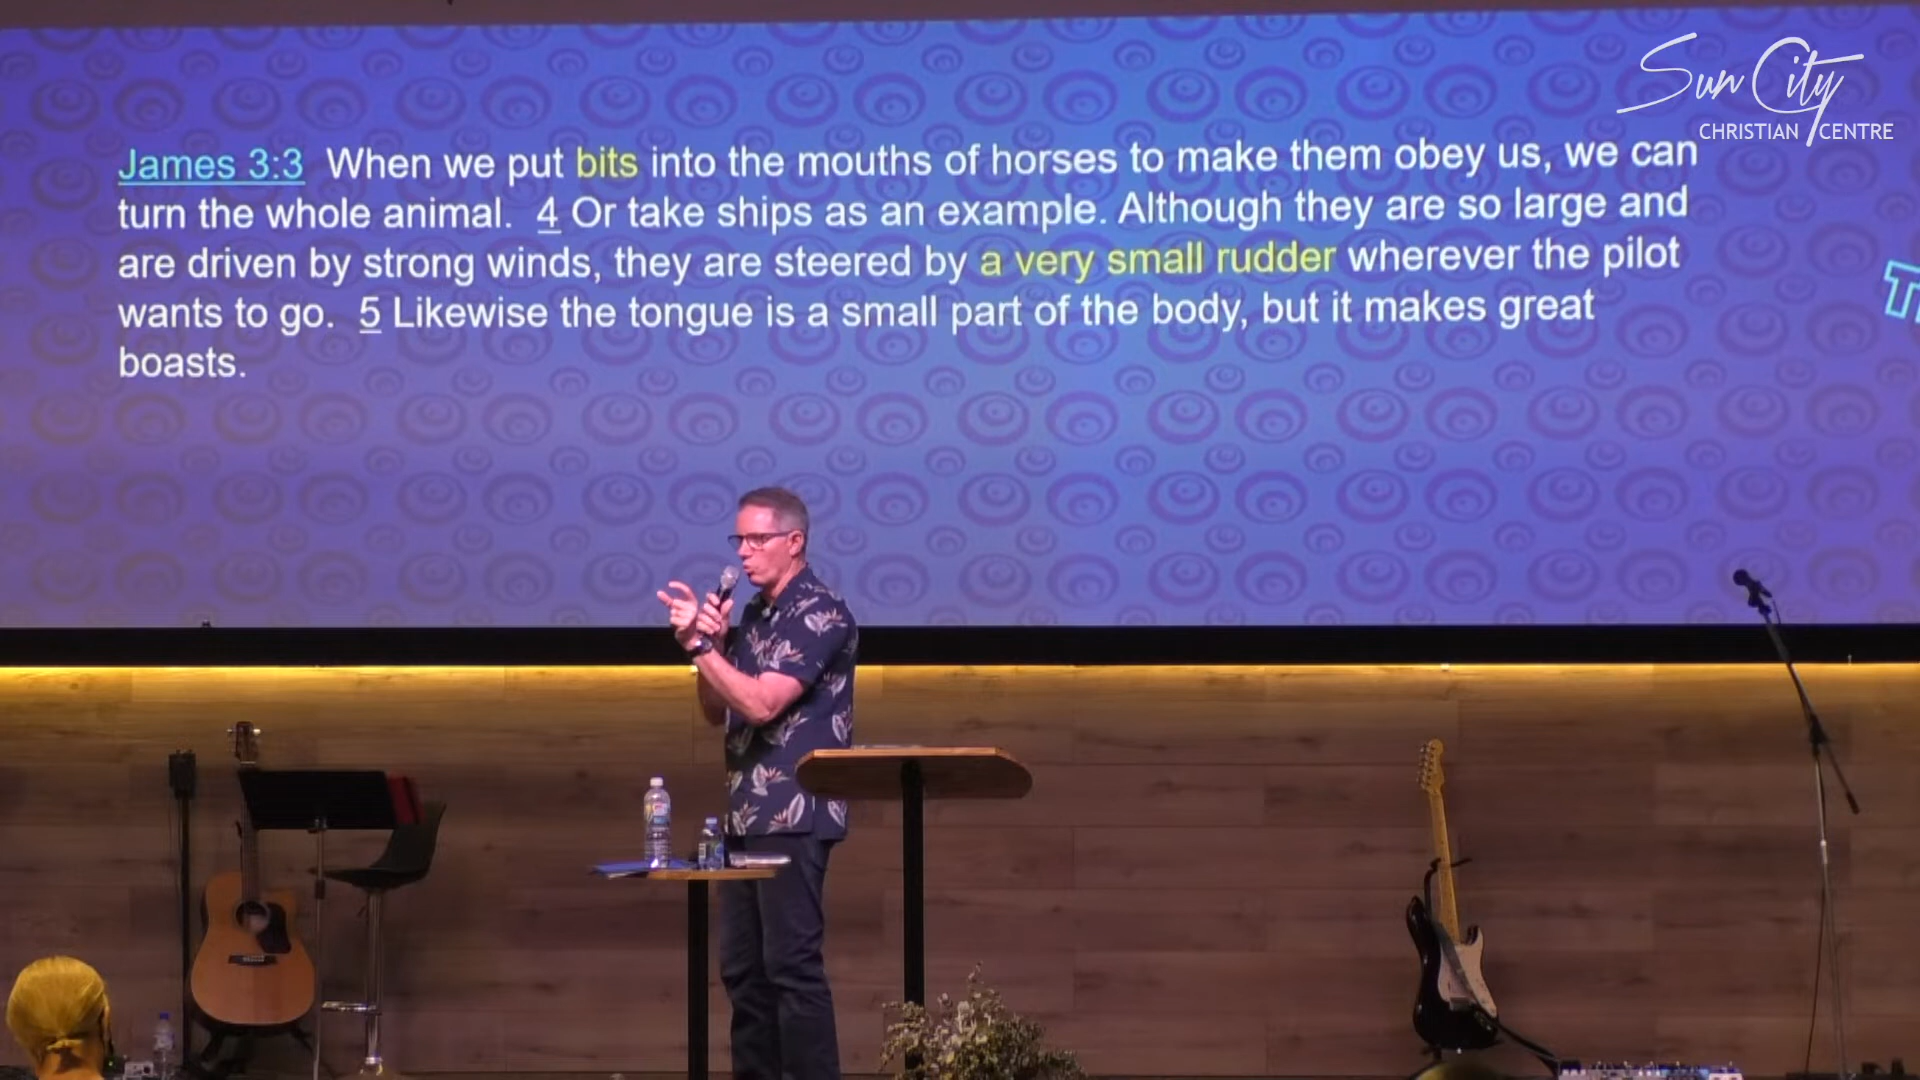 Sun City
CHRISTIAN CENTRE
James 3:3 When we put bits into the mouths of horses to make them obey us, we can
turn the whole animal. 4 Or take ships as an example. Although they are so large and
are driven by strong winds, they are steered by a very small rudder wherever the pilot
wants to go. 5 Likewise the tongue is a small part of the body, but it makes great
boasts.